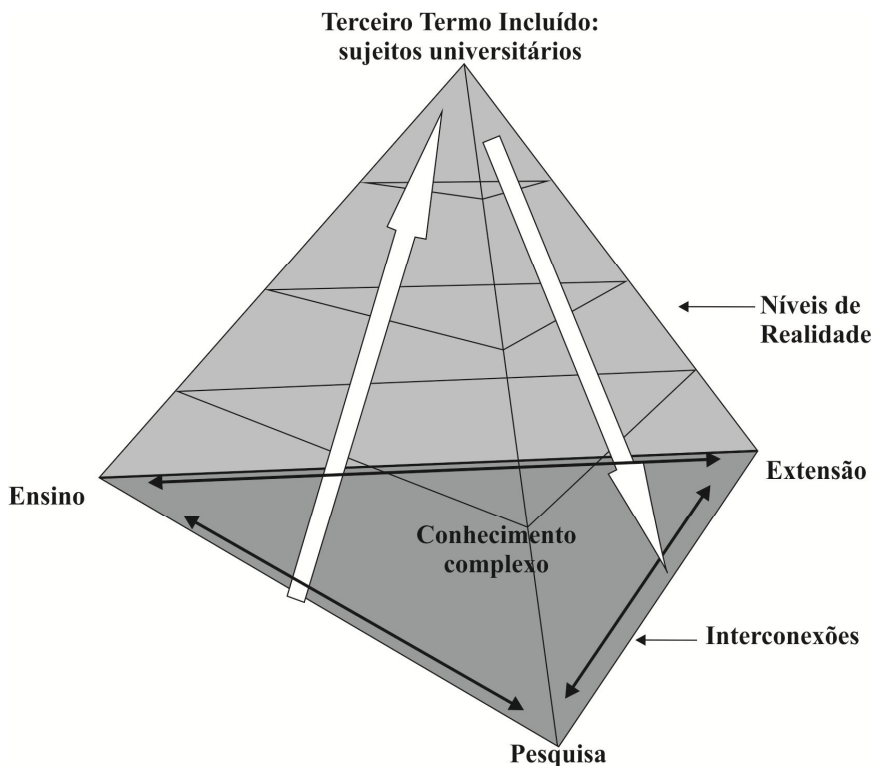 Terceiro Termo Incluído:
sujeitos universitários
Níveis de
Realidade
Extensão
Ensino
Conhecimento
complexo
Interconexões
Pesquisa